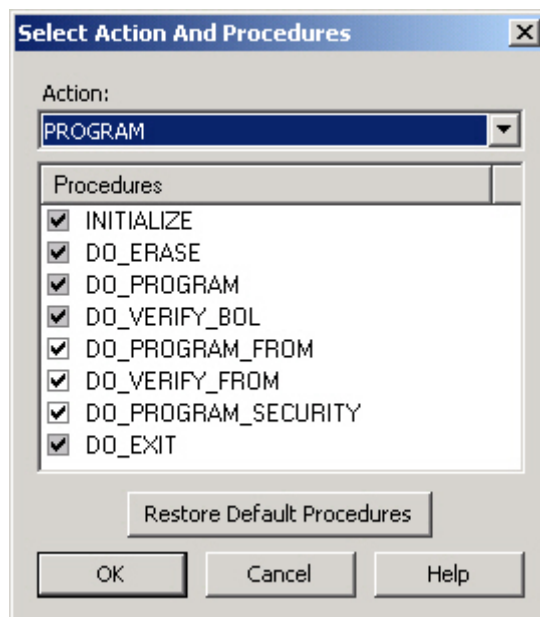 Select Action And Procedures
Action:
PROGRAM
Procedures
INITIALIZE
DO_ERASE
DO_PROGRAM
DO_VERIFY_BOL
DO_PROGRAM_FROM
DO_VERIFY_FROM
DO_PROGRAM_SECURITY
DO_EXIT
Restore Default Procedures
OK Cancel Help